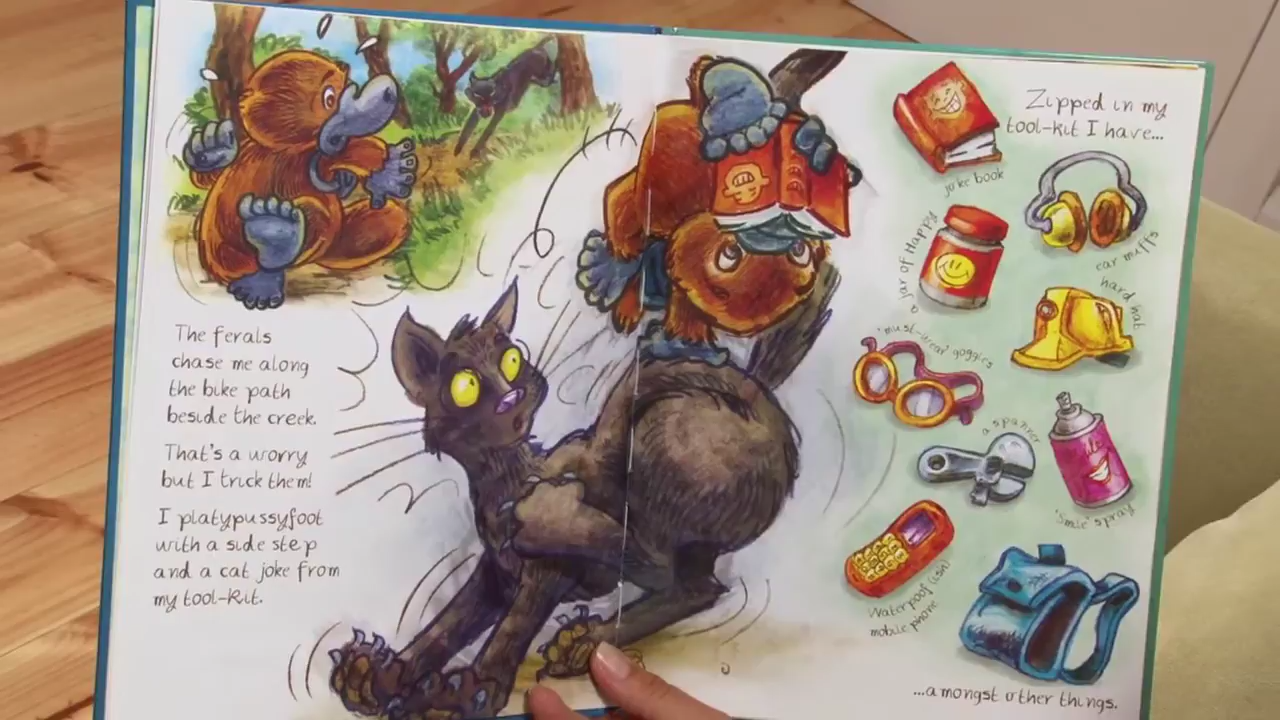 The ferals
chase me along
the bike path
beside the creek.
That's a worry
but I trick them!
I platypussyfoot
with a side step
and a cat joke from
my tool-kit.
Zipped in my
tool-kit I have...
joke book
ear muffs
a jar of Happy
hard hat
'must-wear' goggles
a spanner
'Smile' spray
Waterpoof (ish)
mobile phone
...amongst other things.